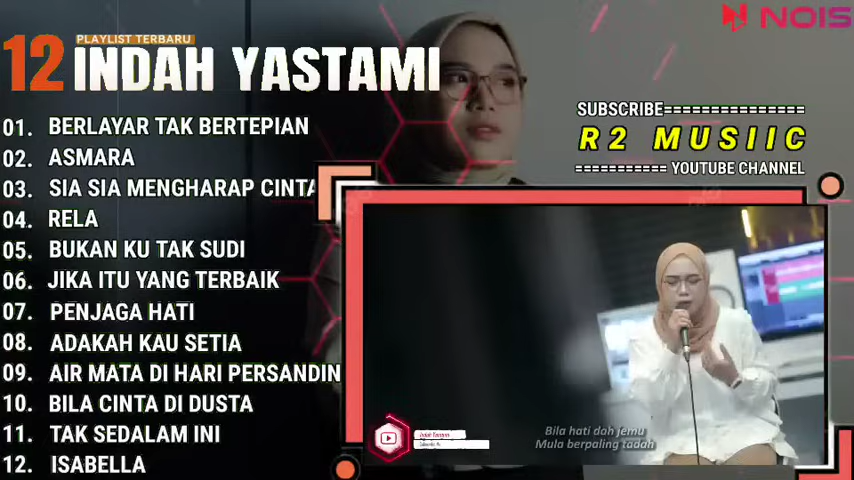 NOIS
PLAYLIST TERBARU
12 INDAH YASTAMI
SUBSCRIBE===============
R2 MUSIIC
=========== YOUTUBE CHANNEL
01. BERLAYAR TAK BERTEPIAN
02. ASMARA
03. SIA SIA MENGHARAP CINTA
04. RELA
05. BUKAN KU TAK SUDI
06. JIKA ITU YANG TERBAIK
07. PENJAGA HATI
08. ADAKAH KAU SETIA
09. AIR MATA DI HARI PERSANDIN
10. BILA CINTA DI DUSTA
11. TAK SEDALAM INI
12. ISABELLA
Bila hati dah jemu
Mula berpaling tadah